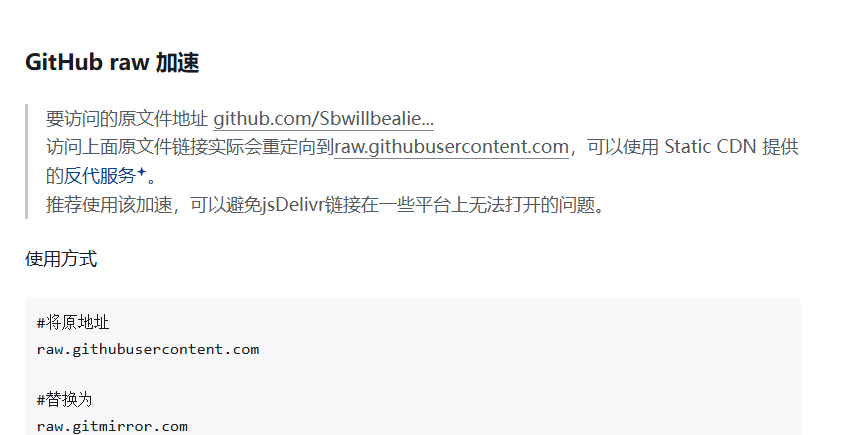 GitHub raw 加速
要访问的原文件地址 github.com/Sbwillbealie...
访问上面原文件链接实际会重定向到raw.githubusercontent.com，可以使用 Static CDN 提供
的反代服务。
推荐使用该加速，可以避免jsDelivr链接在一些平台上无法打开的问题。
使用方式
#将原地址
raw.githubusercontent.com
#替换为
raw.gitmirror.com